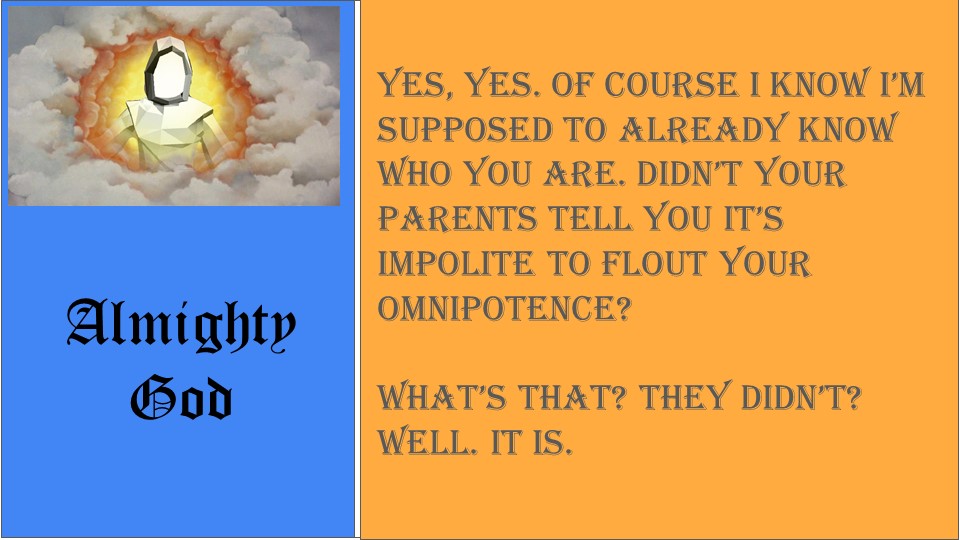 Almighty
God
YES, YES. OF COURSE I KNOW I’M
SUPPOSED TO ALREADY KNOW
WHO YOU ARE. DIDN’T YOUR
PARENTS TELL YOU IT’S
IMPOLITE TO FLOUT YOUR
OMNIPOTENCE?
WHAT’S THAT? THEY DIDN’T?
WELL. IT IS.